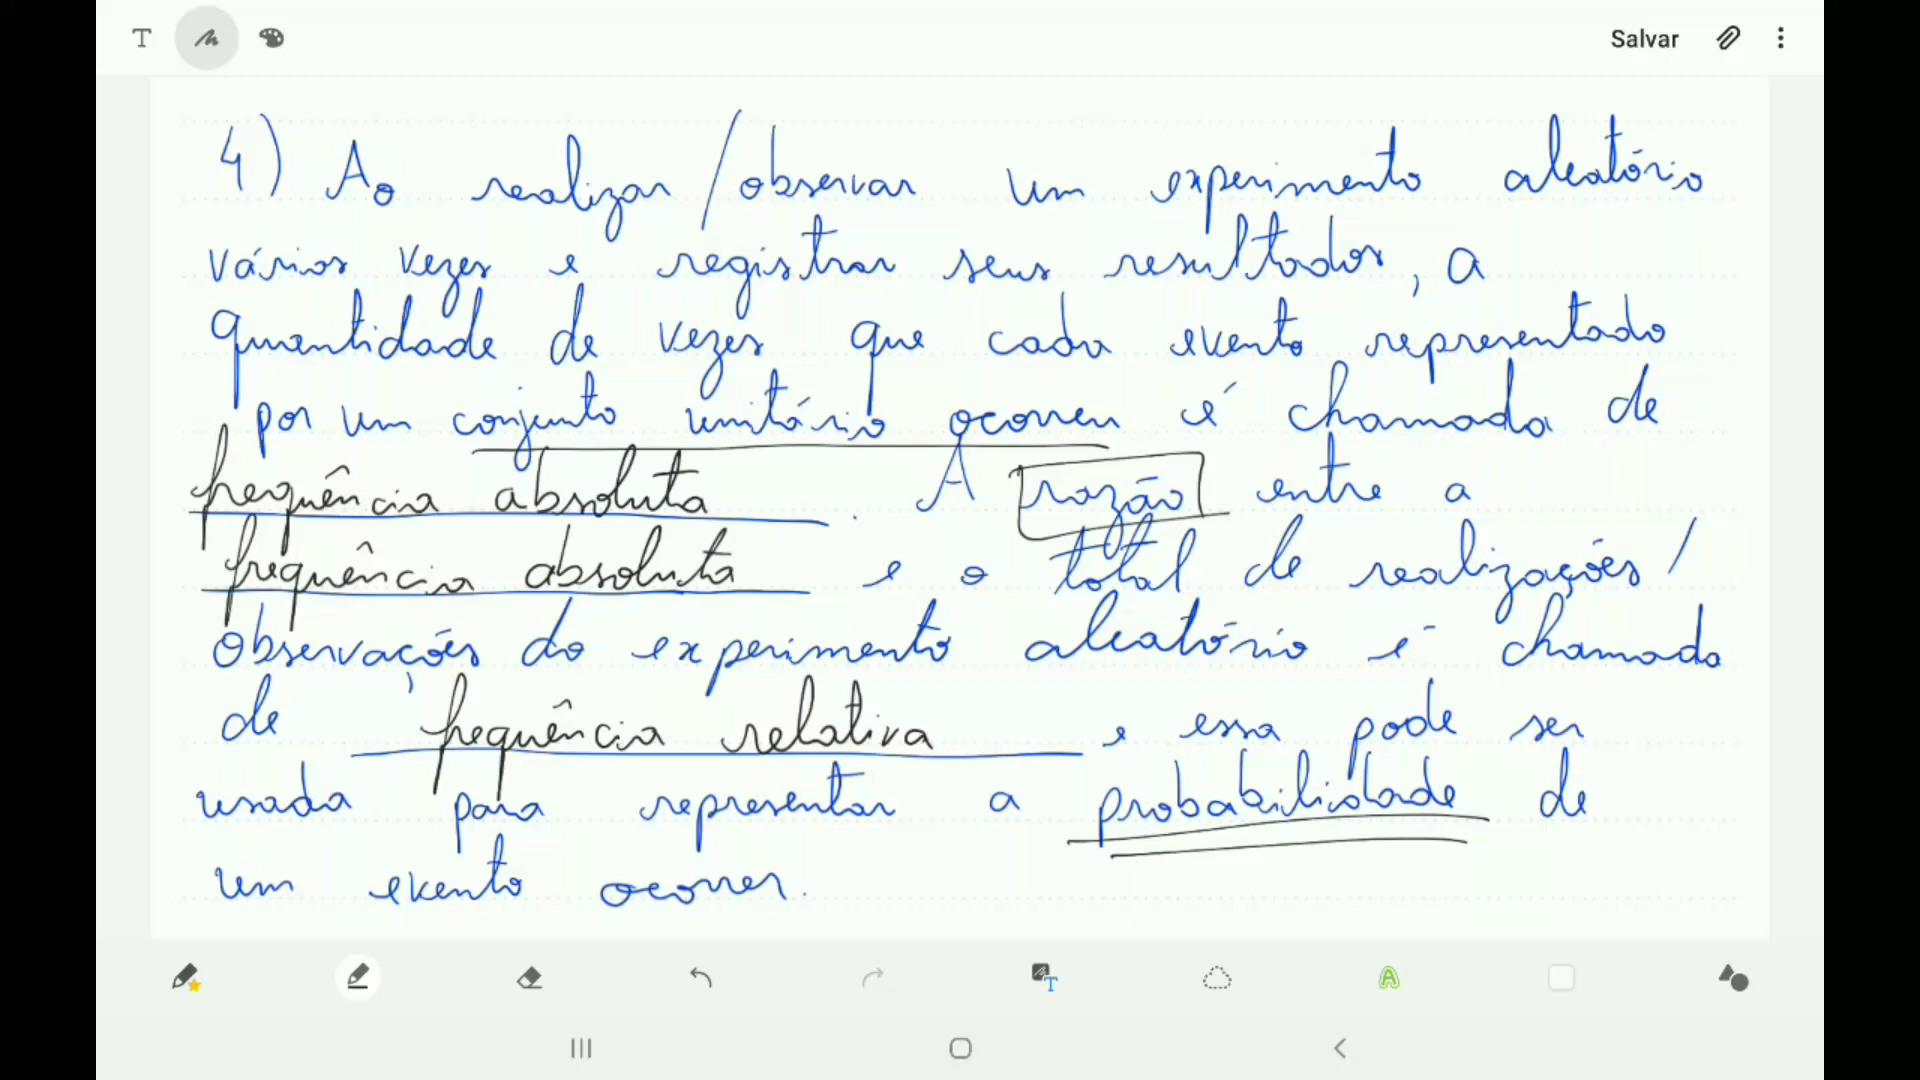 T
Salvar
4) Ao realizar/observar um experimento aleatório
várias vezes e registrar seus resultados, a
quantidade de vezes que cada evento representado
por um conjunto unitário ocorreu é chamada de
frequência absoluta. A razão entre a
frequência absoluta e o total de realizações/
observações do experimento aleatório é chamada
de frequência relativa e essa pode ser
usada para representar a probabilidade de
um evento ocorrer.